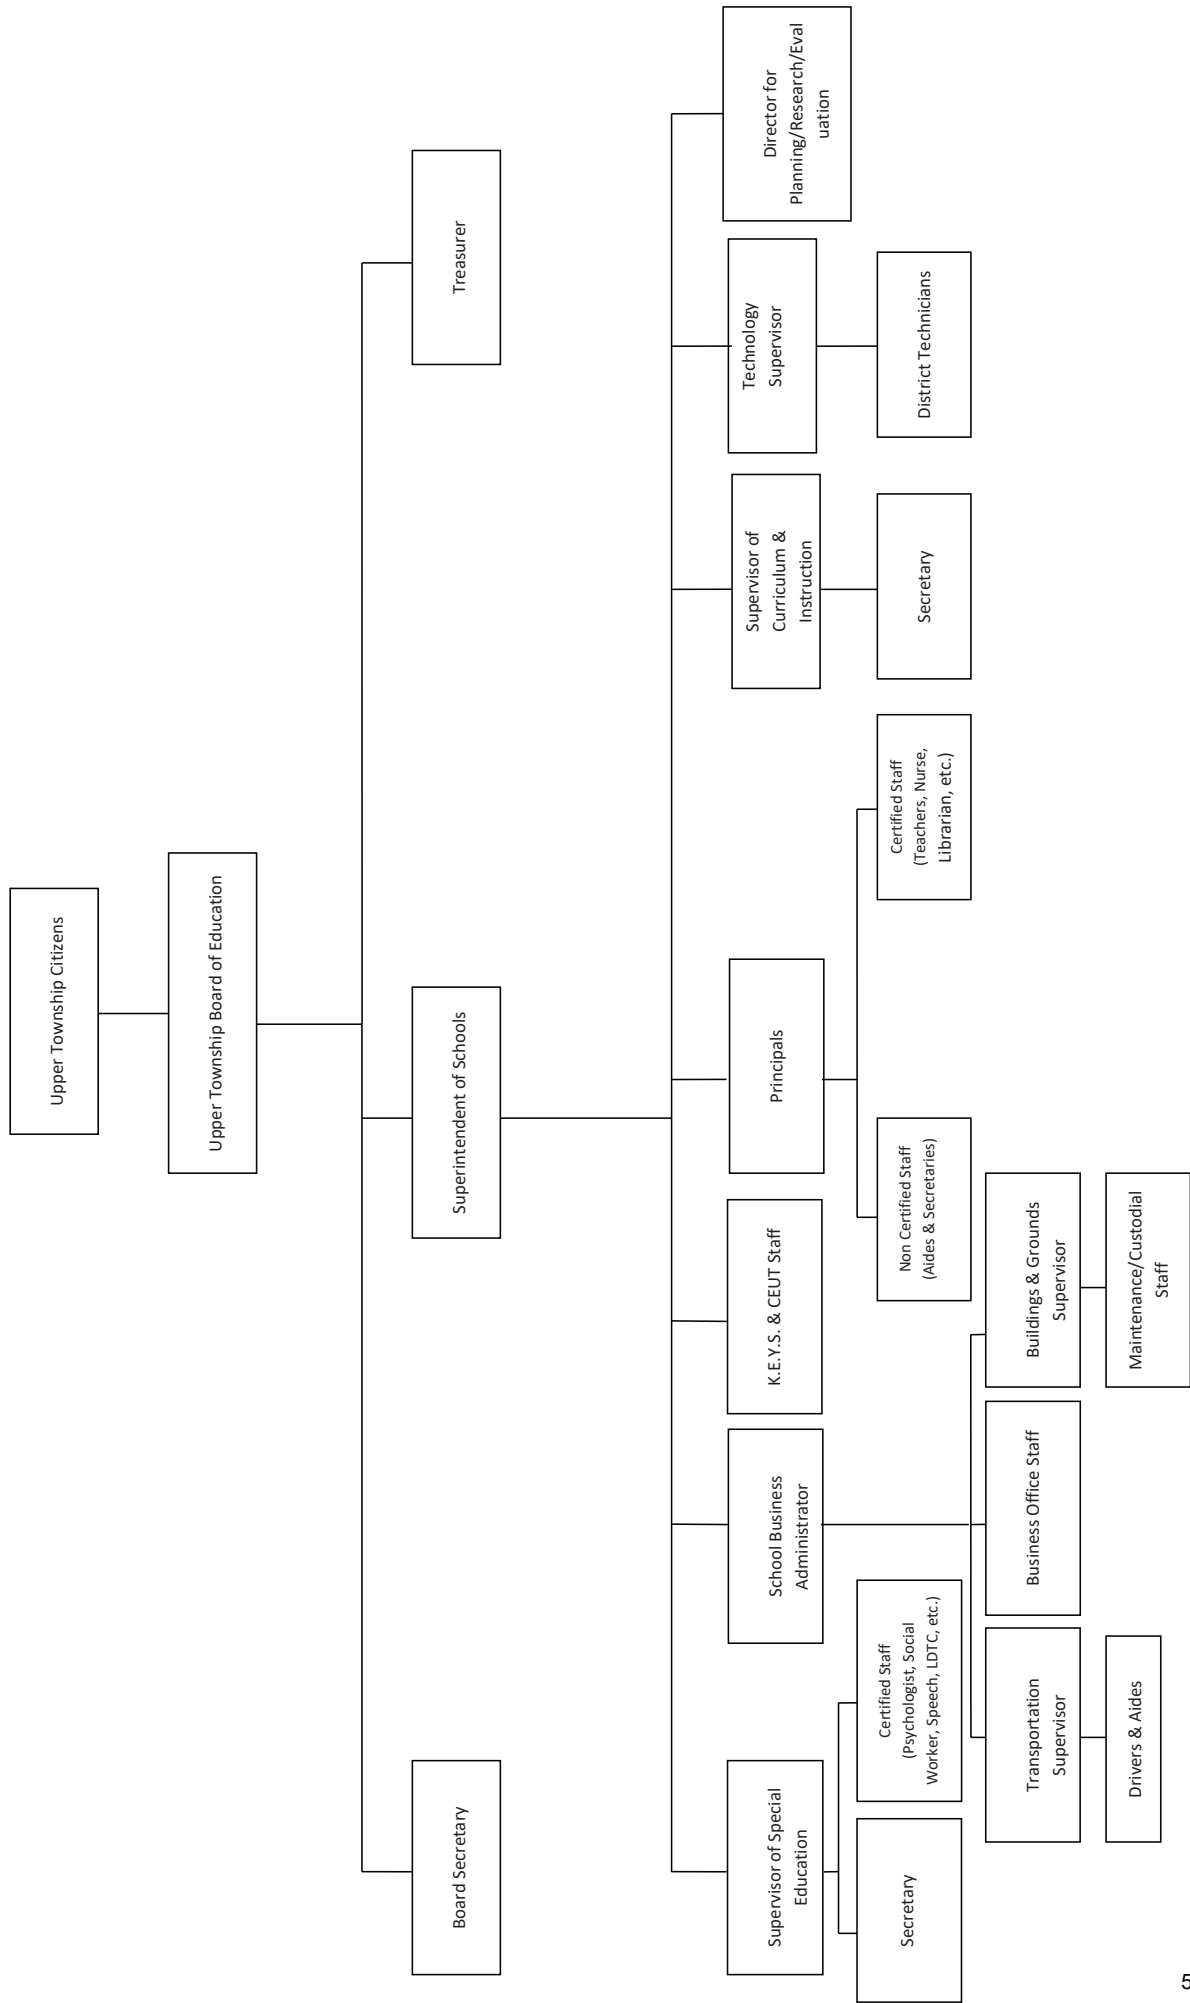 Upper Township Citizens
Upper Township Board of Education
Board Secretary
Superintendent of Schools
Treasurer
Supervisor of Special
Education
School Business
Administrator
K.E.Y.S. & CEUT Staff
Principals
Supervisor of
Curriculum &
Instruction
Technology
Supervisor
Director for
Planning/Research/Eval
uation
Secretary
Certified Staff
(Psychologist, Social
Worker, Speech, LDTC, etc.)
Non Certified Staff
(Aides & Secretaries)
Certified Staff
(Teachers, Nurse,
Librarian, etc.)
Secretary
District Technicians
Transportation
Supervisor
Business Office Staff
Buildings & Grounds
Supervisor
Drivers & Aides
Maintenance/Custodial
Staff
5